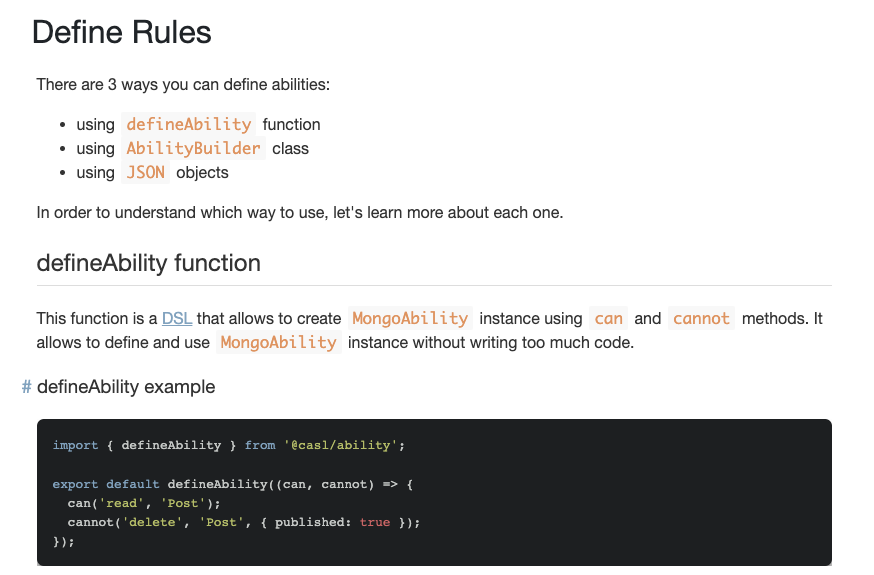 Define Rules
There are 3 ways you can define abilities:
• using defineAbility function
• using AbilityBuilder class
• using JSON objects
In order to understand which way to use, let's learn more about each one.
defineAbility function
This function is a DSL that allows to create MongoAbility instance using can and cannot methods. It
allows to define and use MongoAbility instance without writing too much code.
# defineAbility example
import { defineAbility } from '@casl/ability';
export default defineAbility((can, cannot) => {
  can('read', 'Post');
  cannot('delete', 'Post', { published: true });
});